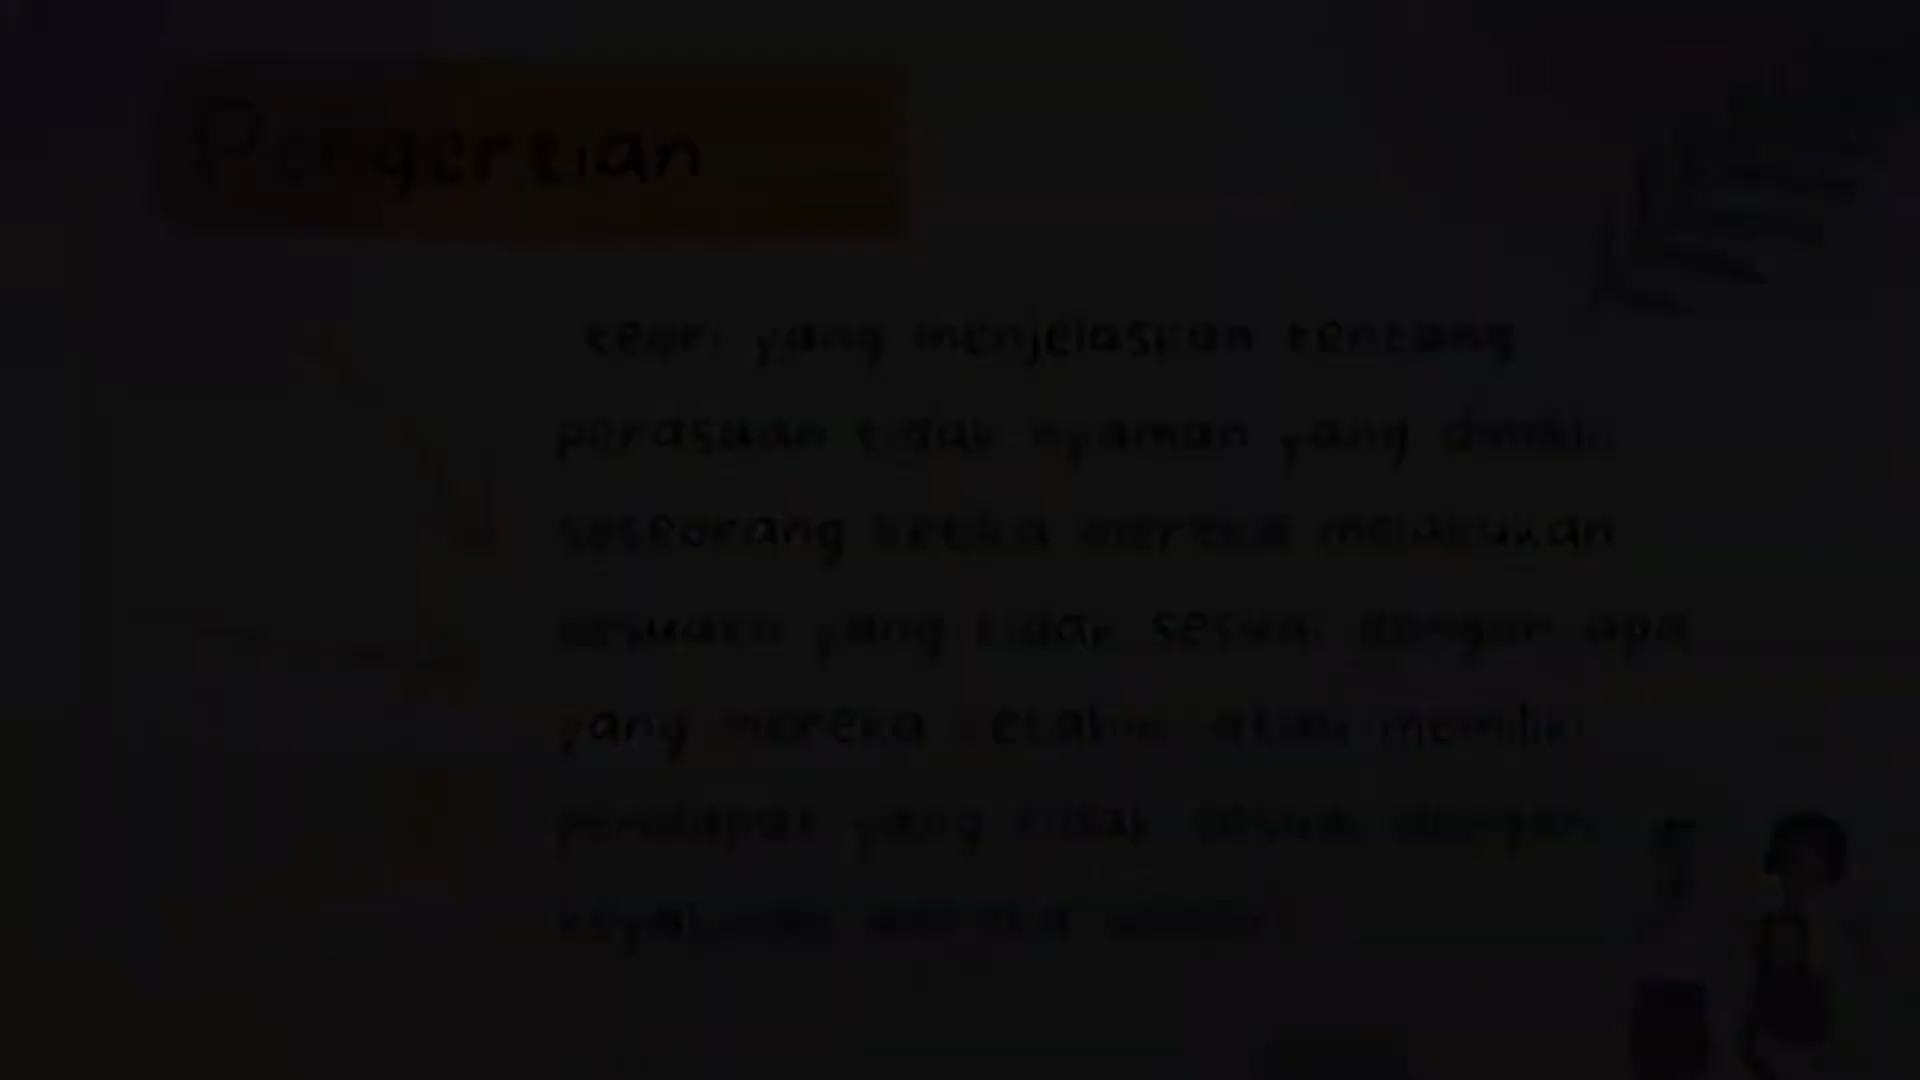 Pengertian
teori yang menjelaskan tentang
perasaan tidak nyaman yang dimiliki
seseorang ketika mereka melakukan
sesuatu yang tidak sesuai dengan apa
yang mereka ketahui atau memiliki
pendapat yang tidak sesuai dengan